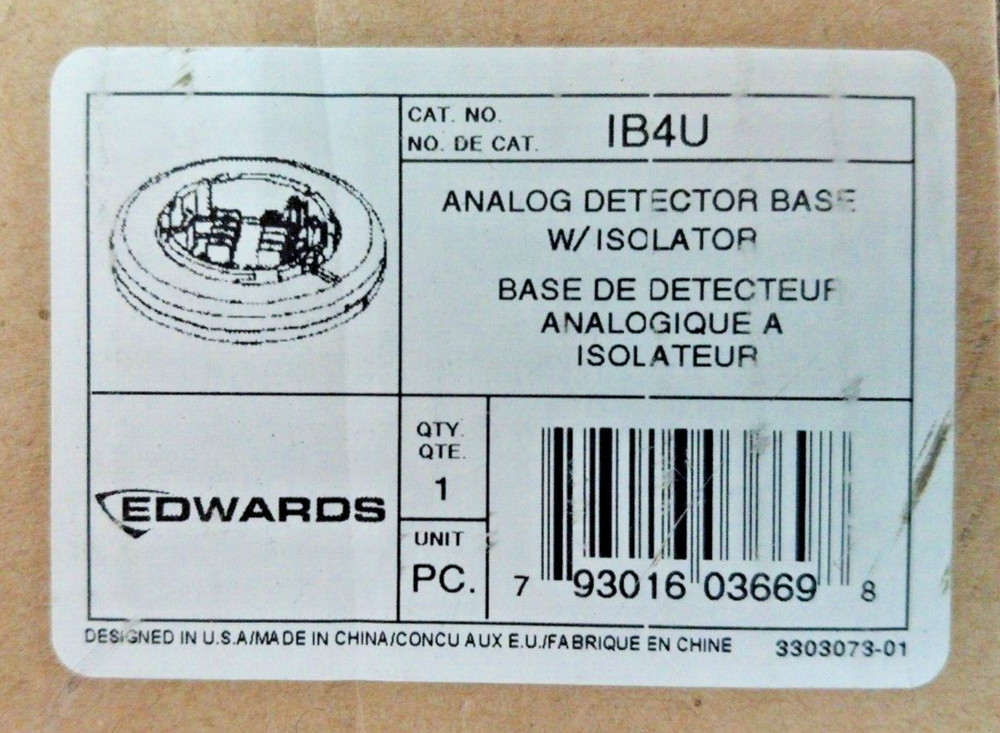 CAT. NO.
NO. DE CAT.
IB4U
ANALOG DETECTOR BASE
W/ISOLATOR
BASE DE DETECTEUR
ANALOGIQUE A
ISOLATEUR
EDWARDS
QTY.
QTE.
1
UNIT
PC.
7 93016 03669 8
DESIGNED IN U.S.A/MADE IN CHINA/CONCU AUX E.U./FABRIQUE EN CHINE 3303073-01